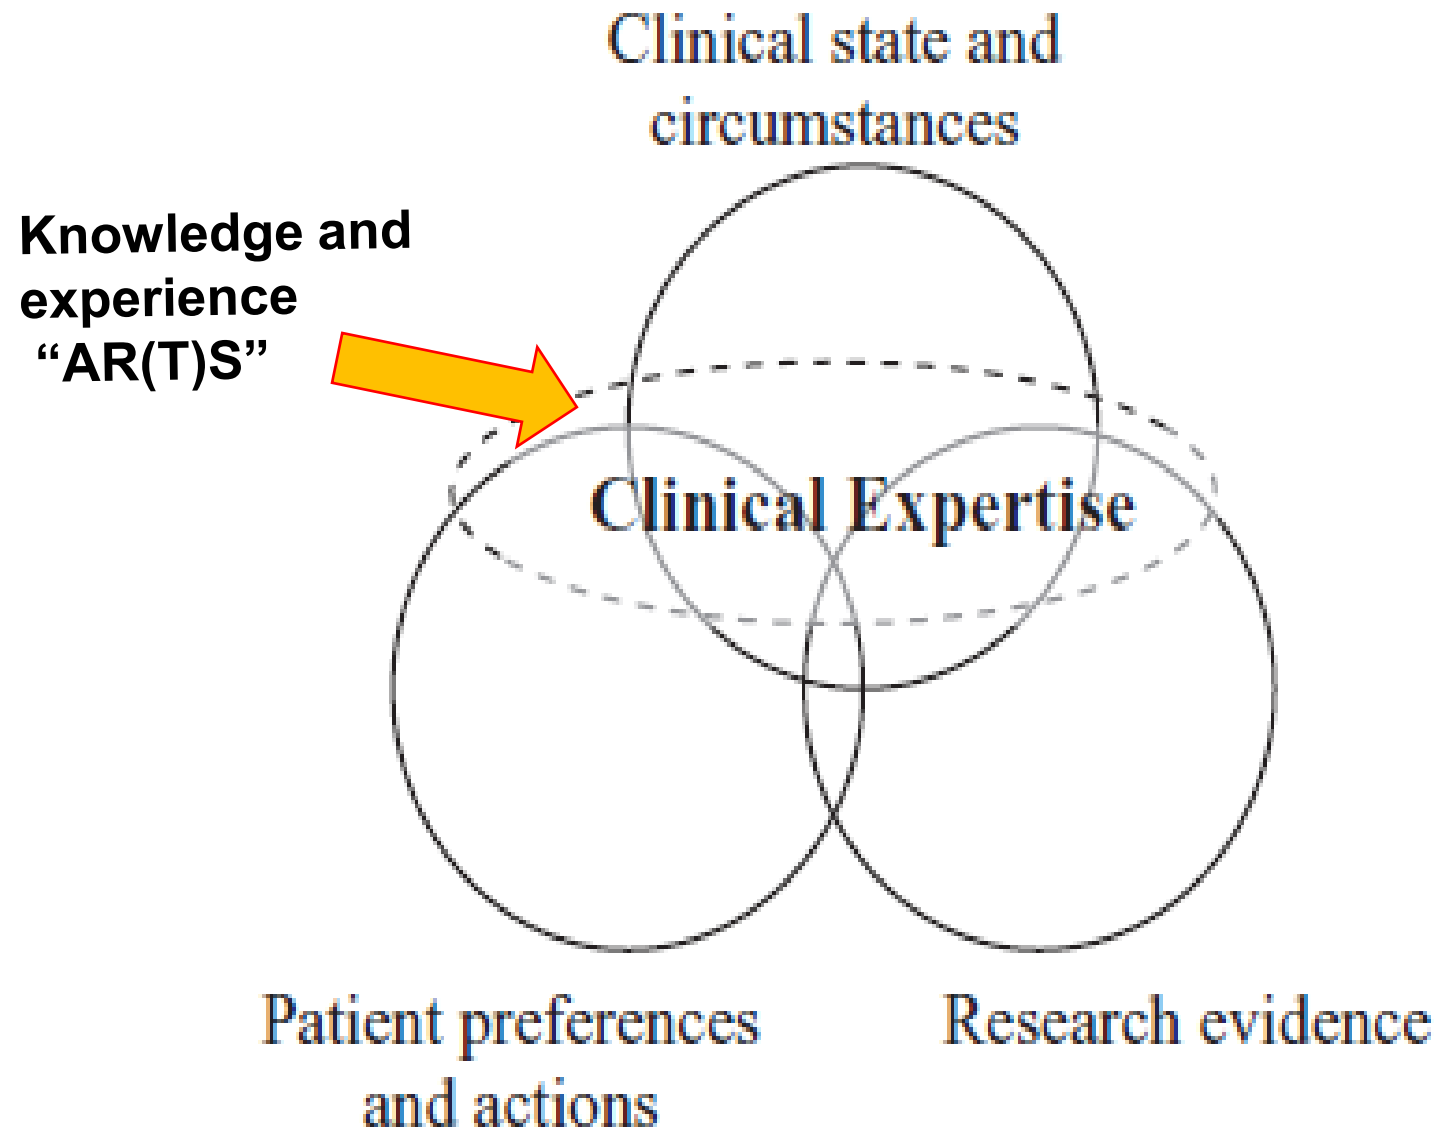 Clinical state and
circumstances
Knowledge and
experience
“AR(T)S”
Clinical Expertise
Patient preferences
and actions
Research evidence